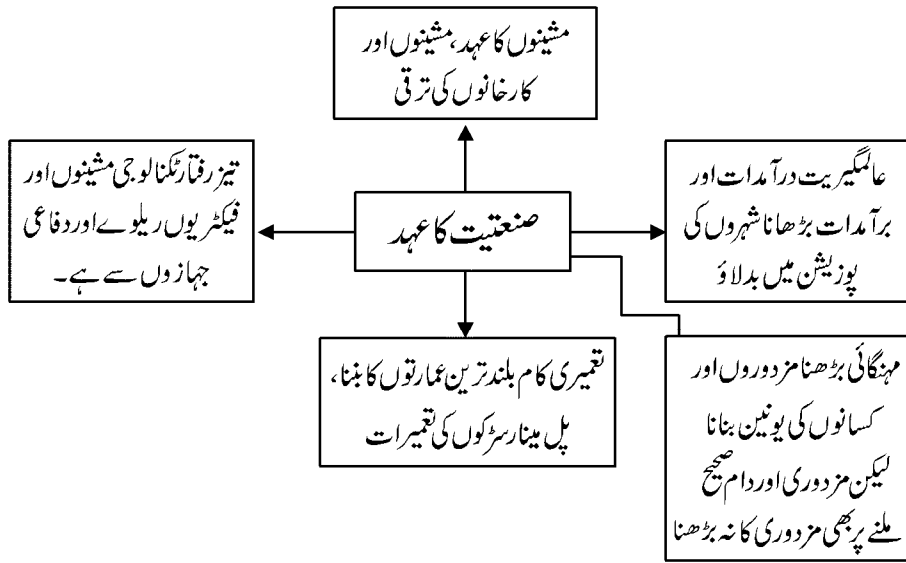 مشینوں کا عہد، مشینوں اور
کارخانوں کی ترقی
عالمگیریت درآمدات اور
برآمدات بڑھانا شہروں کی
پوزیشن میں بدلاؤ
صنعتیت کا عہد
تیز رفتار ٹکنالوجی مشینوں اور
فیکٹریوں ریلوے اور دفاعی
جہازوں سے ہے۔
تعمیری کام بلند ترین عمارتوں کا بننا،
پل مینار سڑکوں کی تعمیرات
مہنگائی بڑھنا مزدوروں اور
کسانوں کی یونین بنانا
لیکن مزدوری اور دام صحیح
ملنے پر بھی مزدوری کا نہ بڑھنا